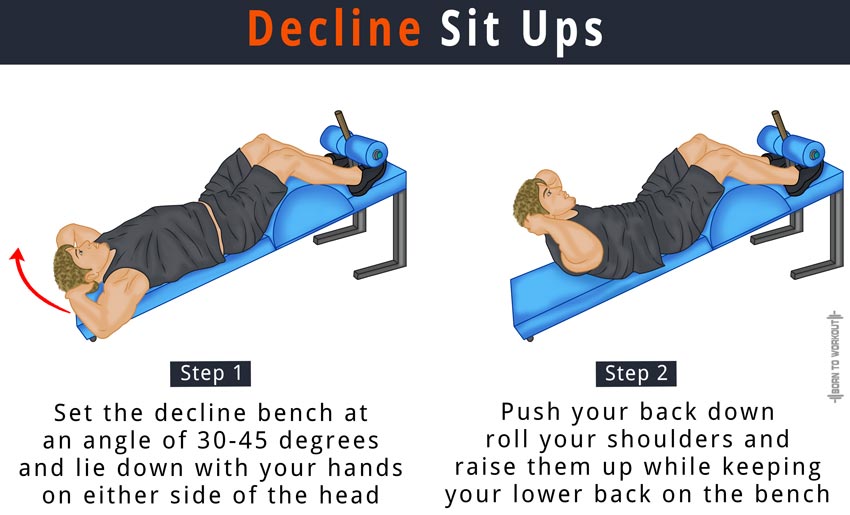 Decline Sit Ups
Step 1
Set the decline bench at
an angle of 30-45 degrees
and lie down with your hands
on either side of the head
Step 2
Push your back down
roll your shoulders and
raise them up while keeping
your lower back on the bench
BORN TO WORKOUT